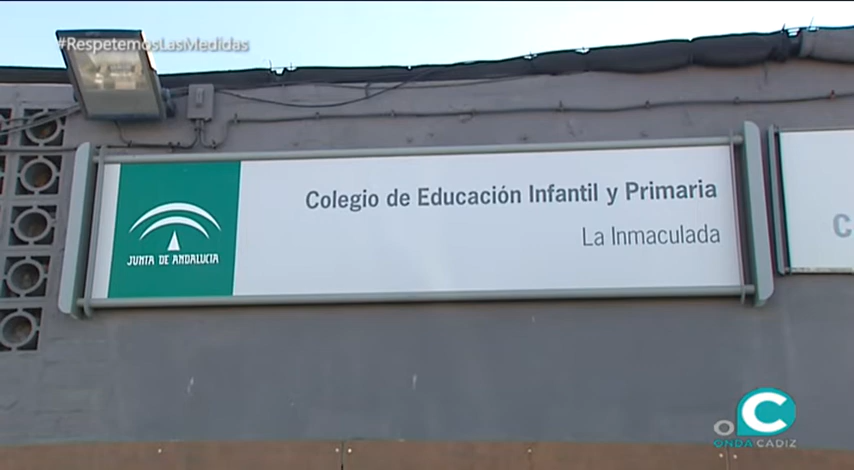 #RespetemosLasMedidas
Colegio de Educación Infantil y Primaria
La Inmaculada
JUNTA DE ANDALUCIA
C
C
ONDA CADIZ